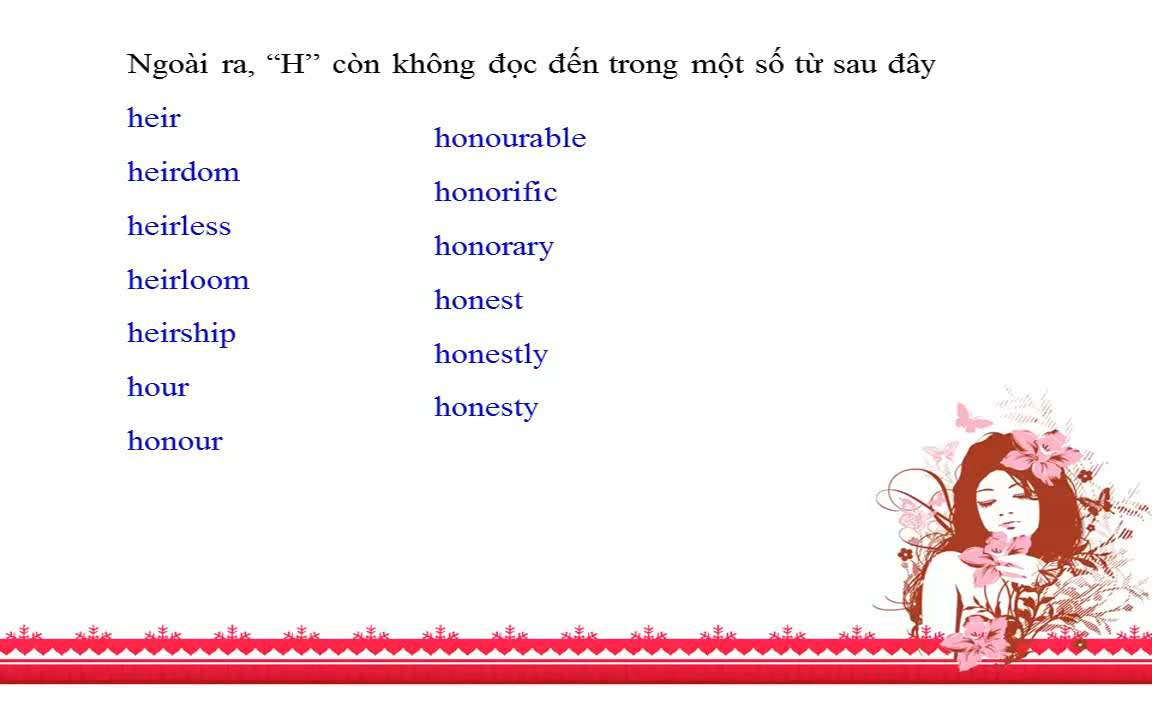 Ngoài ra, “H” còn không đọc đến trong một số từ sau đây
heir
heirdom
heirless
heirloom
heirship
hour
honour
honourable
honorific
honorary
honest
honestly
honesty